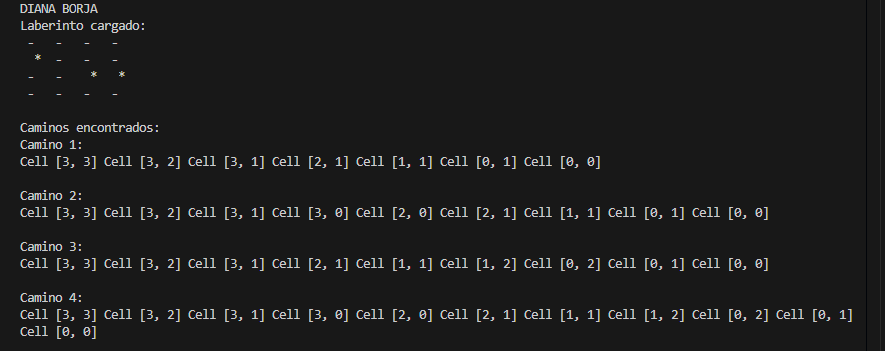 DIANA BORJA
Laberinto cargado:
 -   -   -   -
  *  -   -   -
 -   -    *   *
 -   -   -   -
Caminos encontrados:
Camino 1:
Cell [3, 3] Cell [3, 2] Cell [3, 1] Cell [2, 1] Cell [1, 1] Cell [0, 1] Cell [0, 0]
Camino 2:
Cell [3, 3] Cell [3, 2] Cell [3, 1] Cell [3, 0] Cell [2, 0] Cell [2, 1] Cell [1, 1] Cell [0, 1] Cell [0, 0]
Camino 3:
Cell [3, 3] Cell [3, 2] Cell [3, 1] Cell [2, 1] Cell [1, 1] Cell [1, 2] Cell [0, 2] Cell [0, 1] Cell [0, 0]
Camino 4:
Cell [3, 3] Cell [3, 2] Cell [3, 1] Cell [3, 0] Cell [2, 0] Cell [2, 1] Cell [1, 1] Cell [1, 2] Cell [0, 2] Cell [0, 1]
Cell [0, 0]